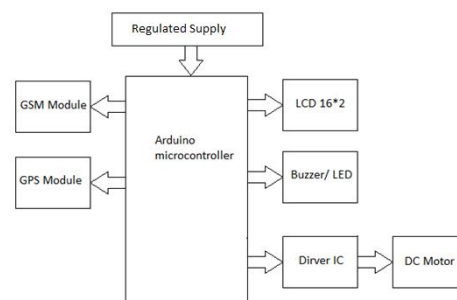 Regulated Supply
GSM Module
LCD 16*2
Arduino
microcontroller
GPS Module
Buzzer/ LED
Dirver IC
DC Motor